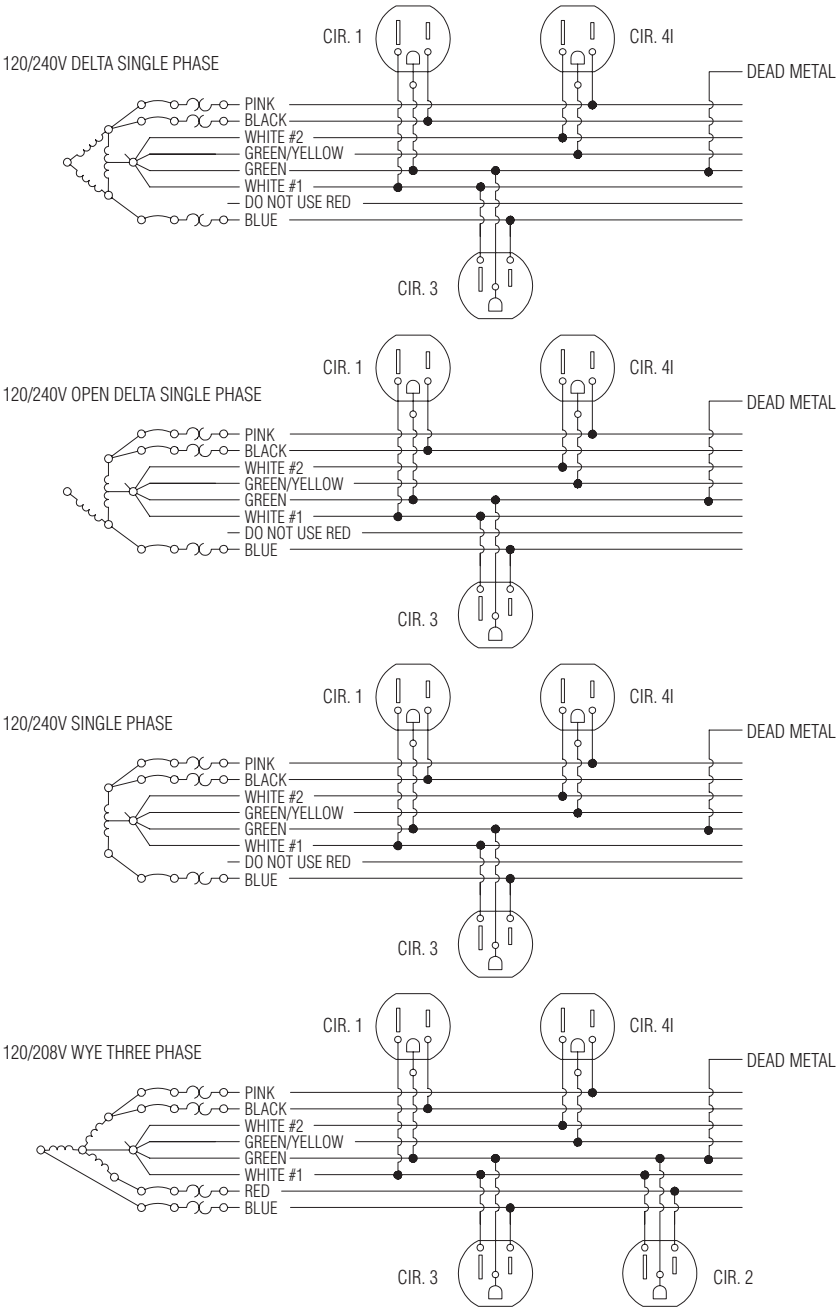 CIR. 1
CIR. 4I
120/240V DELTA SINGLE PHASE
DEAD METAL
PINK
BLACK
WHITE #2
GREEN/YELLOW
GREEN
WHITE #1
DO NOT USE RED
BLUE
CIR. 3
CIR. 1
CIR. 4I
120/240V OPEN DELTA SINGLE PHASE
DEAD METAL
PINK
BLACK
WHITE #2
GREEN/YELLOW
GREEN
WHITE #1
DO NOT USE RED
BLUE
CIR. 3
CIR. 1
CIR. 4I
120/240V SINGLE PHASE
DEAD METAL
PINK
BLACK
WHITE #2
GREEN/YELLOW
GREEN
WHITE #1
DO NOT USE RED
BLUE
CIR. 3
CIR. 1
CIR. 4I
120/208V WYE THREE PHASE
DEAD METAL
PINK
BLACK
WHITE #2
GREEN/YELLOW
GREEN
WHITE #1
RED
BLUE
CIR. 3
CIR. 2